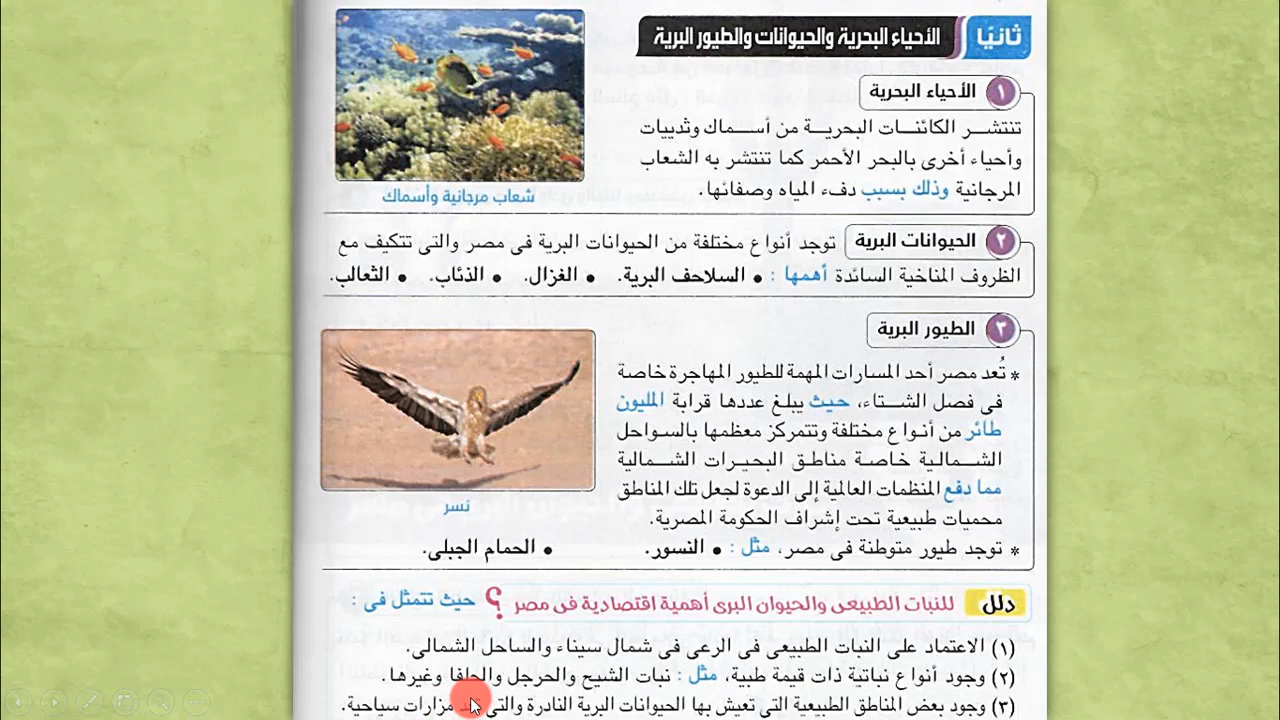 ثانيًا الأحياء البحرية والحيوانات والطيور البرية
١ الأحياء البحرية
تنتشر الكائنات البحرية من أسماك وثدييات
وأحياء أخرى بالبحر الأحمر كما تنتشر به الشعاب
المرجانية وذلك بسبب دفء المياه وصفائها.
شعاب مرجانية وأسماك
٢ الحيوانات البرية توجد أنواع مختلفة من الحيوانات البرية فى مصر والتى تتكيف مع
الظروف المناخية السائدة أهمها : • السلاحف البرية. • الغزال. • الذئاب. • الثعالب.
٣ الطيور البرية
* تُعد مصر أحد المسارات المهمة للطيور المهاجرة خاصة
فى فصل الشتاء، حيث يبلغ عددها قرابة المليون
طائر من أنواع مختلفة وتتمركز معظمها بالسواحل
الشمالية خاصة مناطق البحيرات الشمالية
مما دفع المنظمات العالمية إلى الدعوة لجعل تلك المناطق
محميات طبيعية تحت إشراف الحكومة المصرية.
نسر
* توجد طيور متوطنة فى مصر، مثل : • النسور. • الحمام الجبلى.
دلل للنبات الطبيعى والحيوان البرى أهمية اقتصادية فى مصر ؟ حيث تتمثل فى :
(١) الاعتماد على النبات الطبيعى فى الرعى فى شمال سيناء والساحل الشمالى.
(٢) وجود أنواع نباتية ذات قيمة طبية، مثل : نبات الشيح والحرجل والحلفا وغيرها.
(٣) وجود بعض المناطق الطبيعية التى تعيش بها الحيوانات البرية النادرة والتى مزارات سياحية.